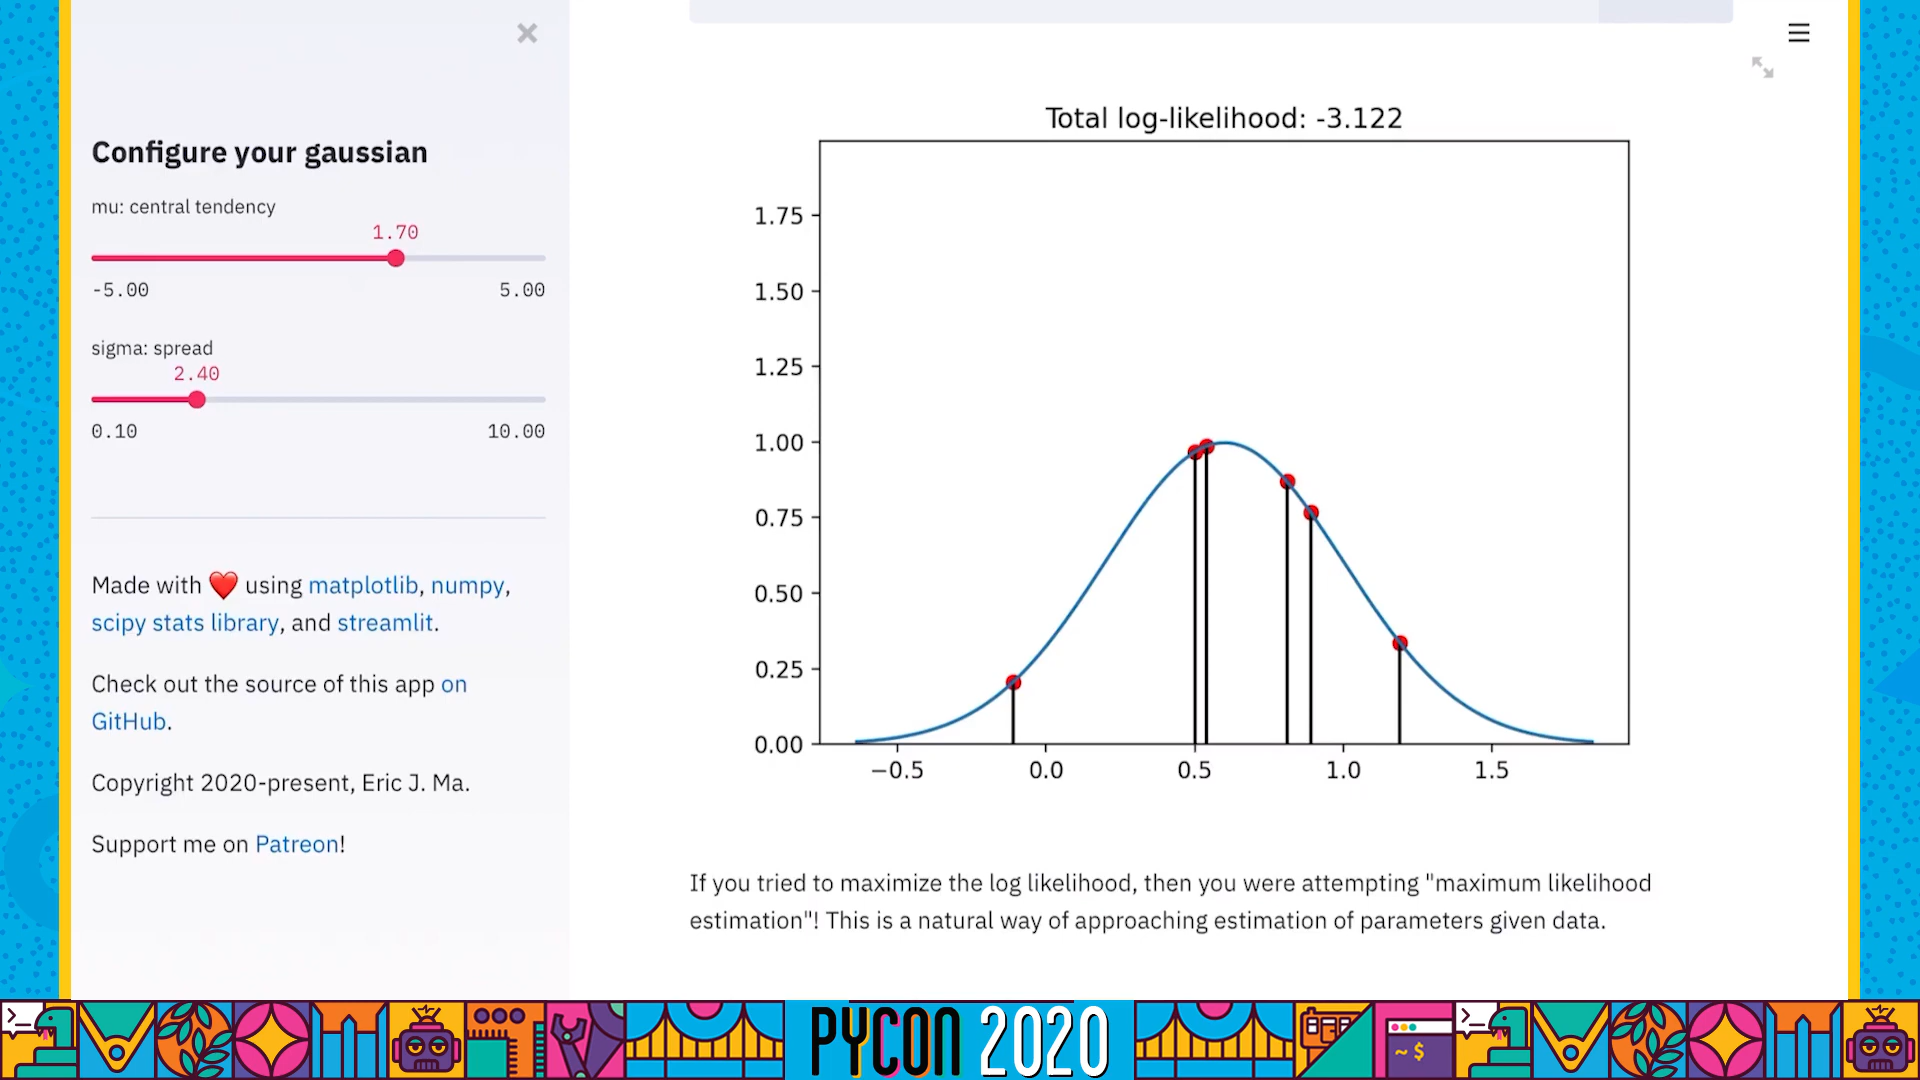 Configure your gaussian
mu: central tendency
1.70
-5.00 5.00
sigma: spread
2.40
0.10 10.00
Made with ❤️ using matplotlib, numpy,
scipy stats library, and streamlit.
Check out the source of this app on
GitHub.
Copyright 2020-present, Eric J. Ma.
Support me on Patreon!
Total log-likelihood: -3.122
1.75
1.50
1.25
1.00
0.75
0.50
0.25
0.00
−0.5 0.0 0.5 1.0 1.5
If you tried to maximize the log likelihood, then you were attempting "maximum likelihood
estimation"! This is a natural way of approaching estimation of parameters given data.
PYCON 2020
~ $